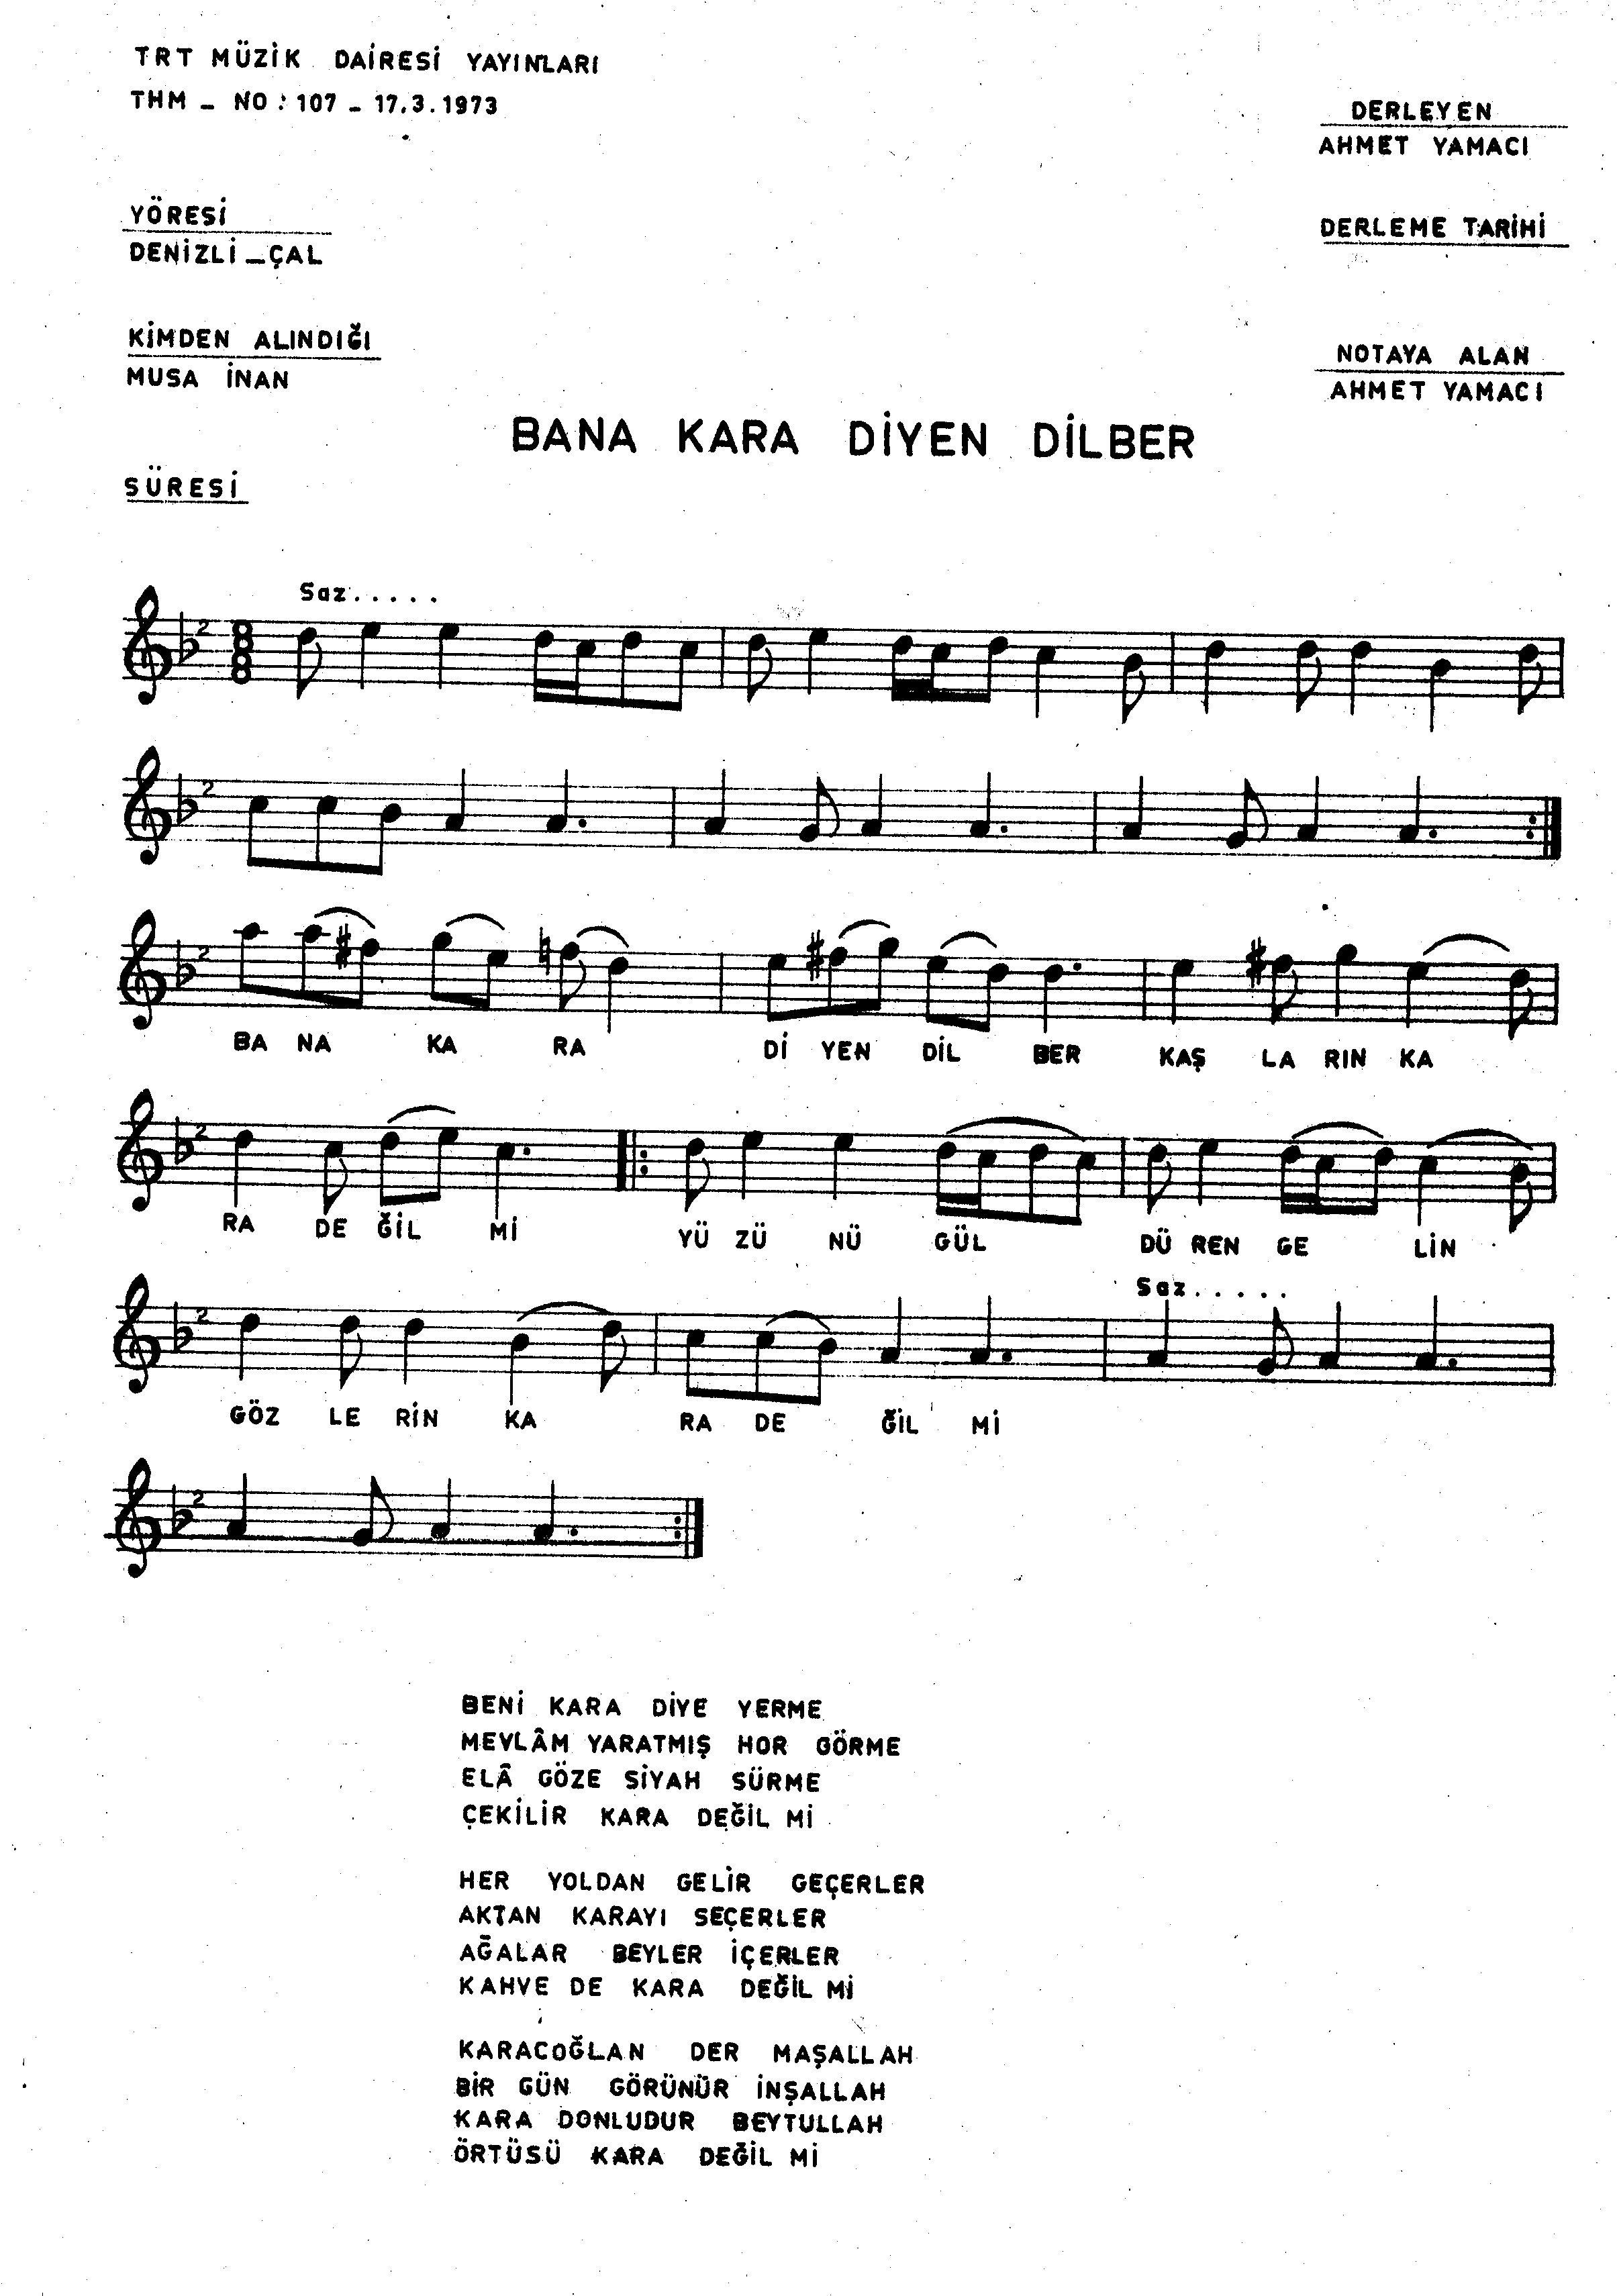 TRT MÜZİK DAİRESİ YAYINLARI
THM _ NO : 107 _ 17.3.1973
DERLEYEN
AHMET YAMACI
YÖRESİ
DENİZLİ _ ÇAL
DERLEME TARİHİ
KİMDEN ALINDIĞI
MUSA İNAN
NOTAYA ALAN
AHMET YAMACI
BANA KARA DİYEN DİLBER
SÜRESİ
Saz.....
2
8
8
2
2
BA NA KA RA Dİ YEN DİL BER KAŞ LA RIN KA
2
RA DE ĞİL Mİ YÜ ZÜ NÜ GÜL DÜ REN GE LİN
Saz.....
2
GÖZ LE RİN KA RA DE ĞİL Mİ
2
BENİ KARA DİYE YERME
MEVLÂM YARATMIŞ HOR GÖRME
ELÂ GÖZE SİYAH SÜRME
ÇEKİLİR KARA DEĞİL Mİ
HER YOLDAN GELİR GEÇERLER
AKTAN KARAYI SEÇERLER
AĞALAR BEYLER İÇERLER
KAHVE DE KARA DEĞİL Mİ
KARACOĞLAN DER MAŞALLAH
BİR GÜN GÖRÜNÜR İNŞALLAH
KARA DONLUDUR BEYTULLAH
ÖRTÜSÜ KARA DEĞİL Mİ